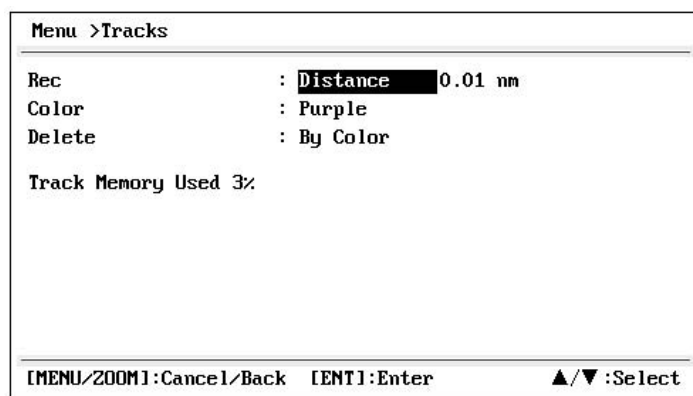 Menu >Tracks
Rec : Distance 0.01 nm
Color : Purple
Delete : By Color
Track Memory Used 3%
[MENU/ZOOM]:Cancel/Back [ENT]:Enter ▲/▼:Select